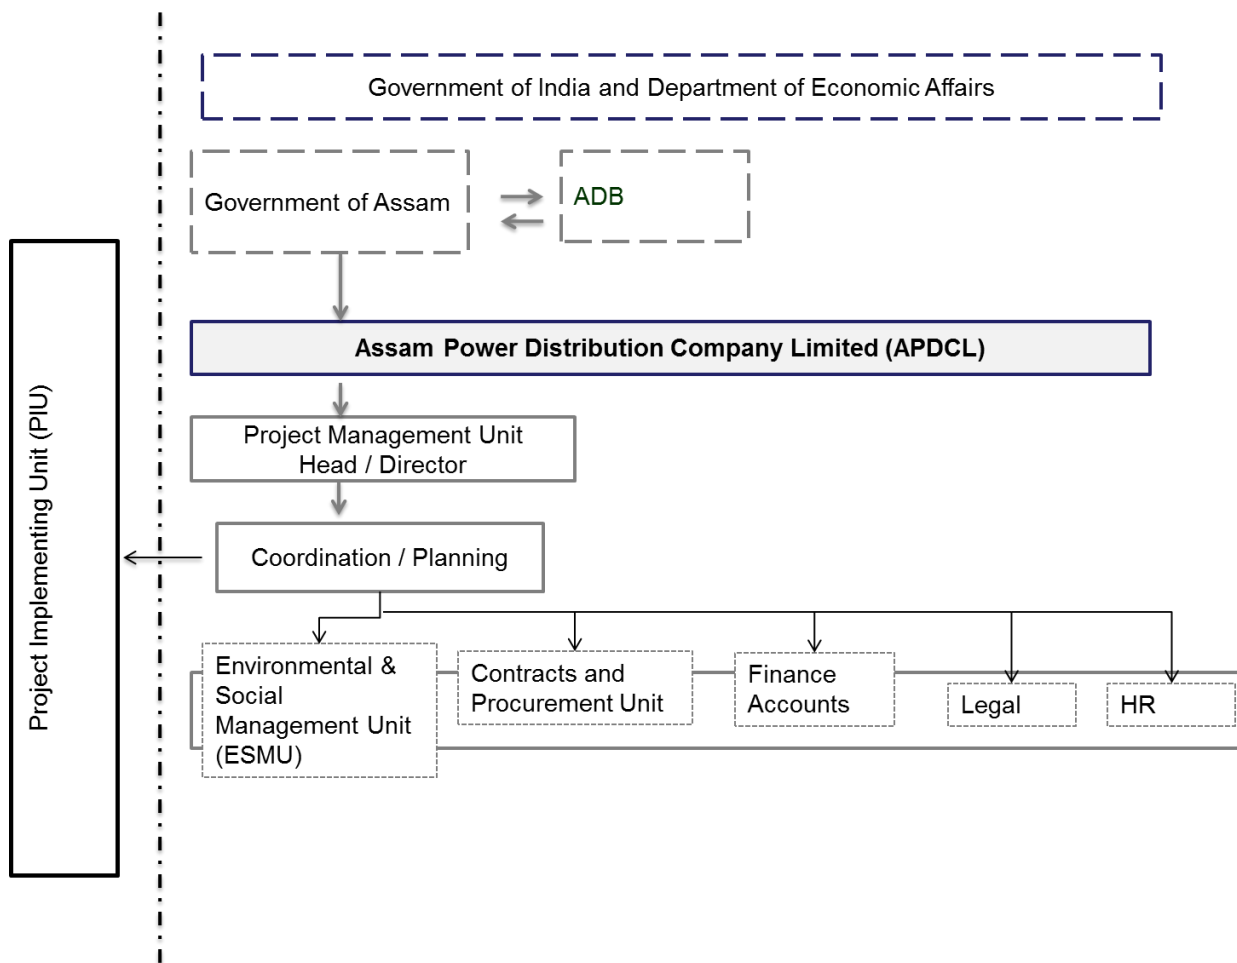 Government of India and Department of Economic Affairs
Government of Assam
ADB
Assam Power Distribution Company Limited (APDCL)
Project Management Unit
Head / Director
Coordination / Planning
Project Implementing Unit (PIU)
Environmental &
Social
Management Unit
(ESMU)
Contracts and
Procurement Unit
Finance
Accounts
Legal
HR